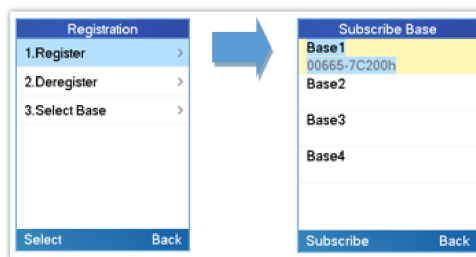 Registration
1.Register
2.Deregister
3.Select Base
Select Back
Subscribe Base
Base1
00665-7C200h
Base2
Base3
Base4
Subscribe Back